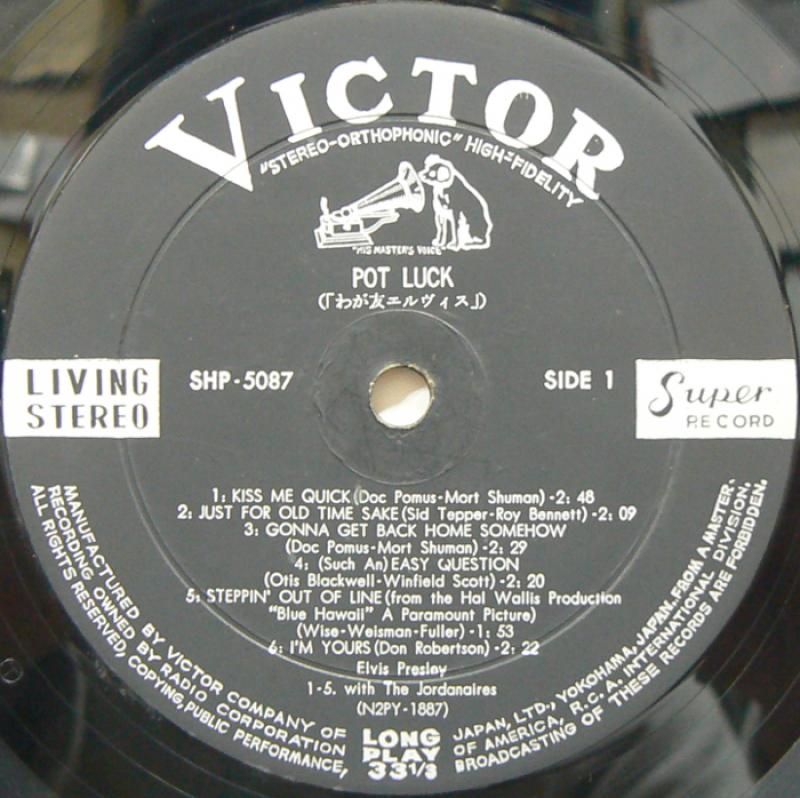 VICTOR
"STEREO-ORTHOPHONIC" HIGH-FIDELITY
"HIS MASTER'S VOICE"
POT LUCK
(「わが友エルヴィス」)
LIVING
STEREO
SHP-5087
SIDE 1
Super
RECORD
1: KISS ME QUICK (Doc Pomus-Mort Shuman) -2: 48
2: JUST FOR OLD TIME SAKE (Sid Tepper-Roy Bennett) -2: 09
3: GONNA GET BACK HOME SOMEHOW
(Doc Pomus-Mort Shuman) -2: 29
4: (Such An) EASY QUESTION
(Otis Blackwell-Winfield Scott) -2: 20
5: STEPPIN' OUT OF LINE (from the Hal Wallis Production
"Blue Hawaii" A Paramount Picture)
(Wise-Weisman-Fuller) -1: 53
6: I'M YOURS (Don Robertson) -2: 22
Elvis Presley
1-5. with The Jordanaires
(N2PY-1887)
MANUFACTURED BY VICTOR COMPANY OF JAPAN, LTD., YOKOHAMA, JAPAN. FROM A MASTER-
RECORDING OWNED BY RADIO CORPORATION OF AMERICA, R.C.A. INTERNATIONAL DIVISION.
ALL RIGHTS RESERVED, COPYING, PUBLIC PERFORMANCE, BROADCASTING OF THESE RECORDS ARE FORBIDDEN.
LONG
PLAY
33 1/3